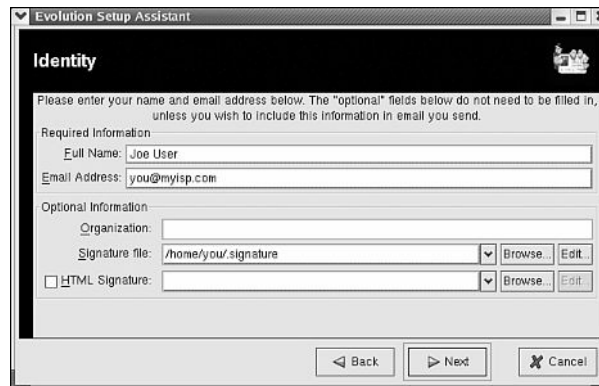 Evolution Setup Assistant
Identity
Please enter your name and email address below. The "optional" fields below do not need to be filled in,
unless you wish to include this information in email you send.
Required Information
Full Name: Joe User
Email Address: you@myisp.com
Optional Information
Organization:
Signature file: /home/you/.signature Browse... Edit...
HTML Signature: Browse... Edit...
Back Next Cancel